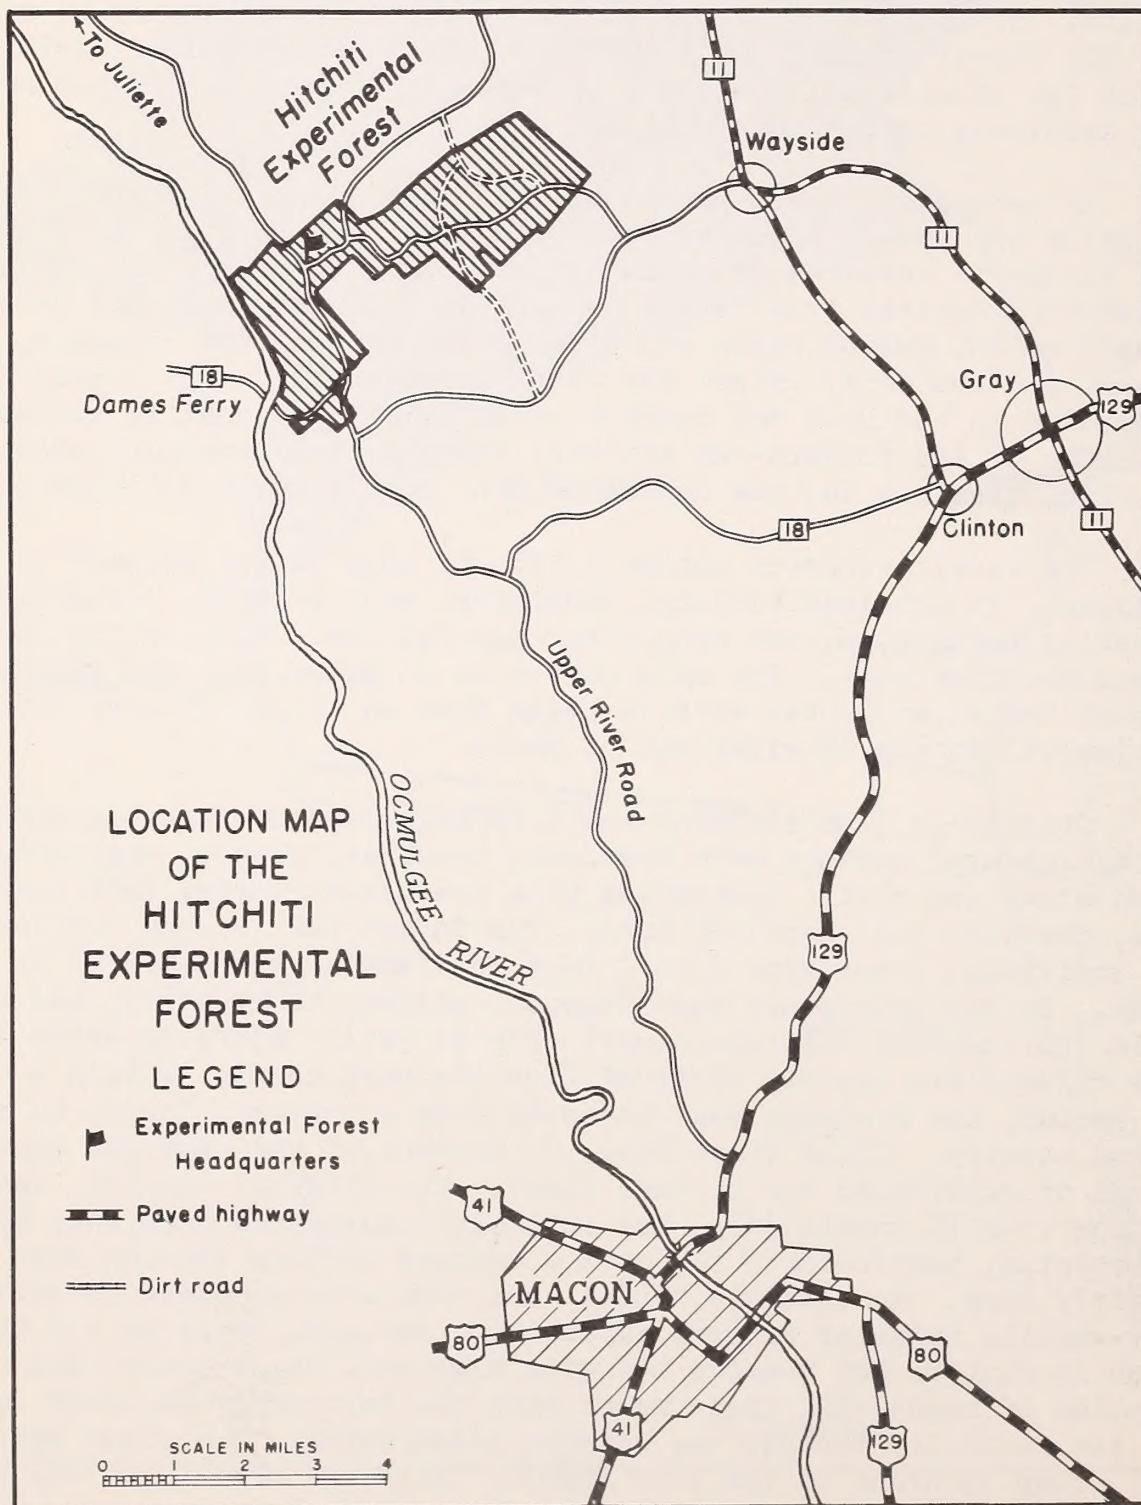 To Juliette
Hitchiti
Experimental
Forest
11
Wayside
11
18
Dames Ferry
Gray
129
18
Clinton
11
Upper River Road
OCMULGEE RIVER
129
LOCATION MAP
OF THE
HITCHITI
EXPERIMENTAL
FOREST
LEGEND
Experimental Forest
Headquarters
Paved highway
Dirt road
41
MACON
80
80
41
129
SCALE IN MILES
0 1 2 3 4